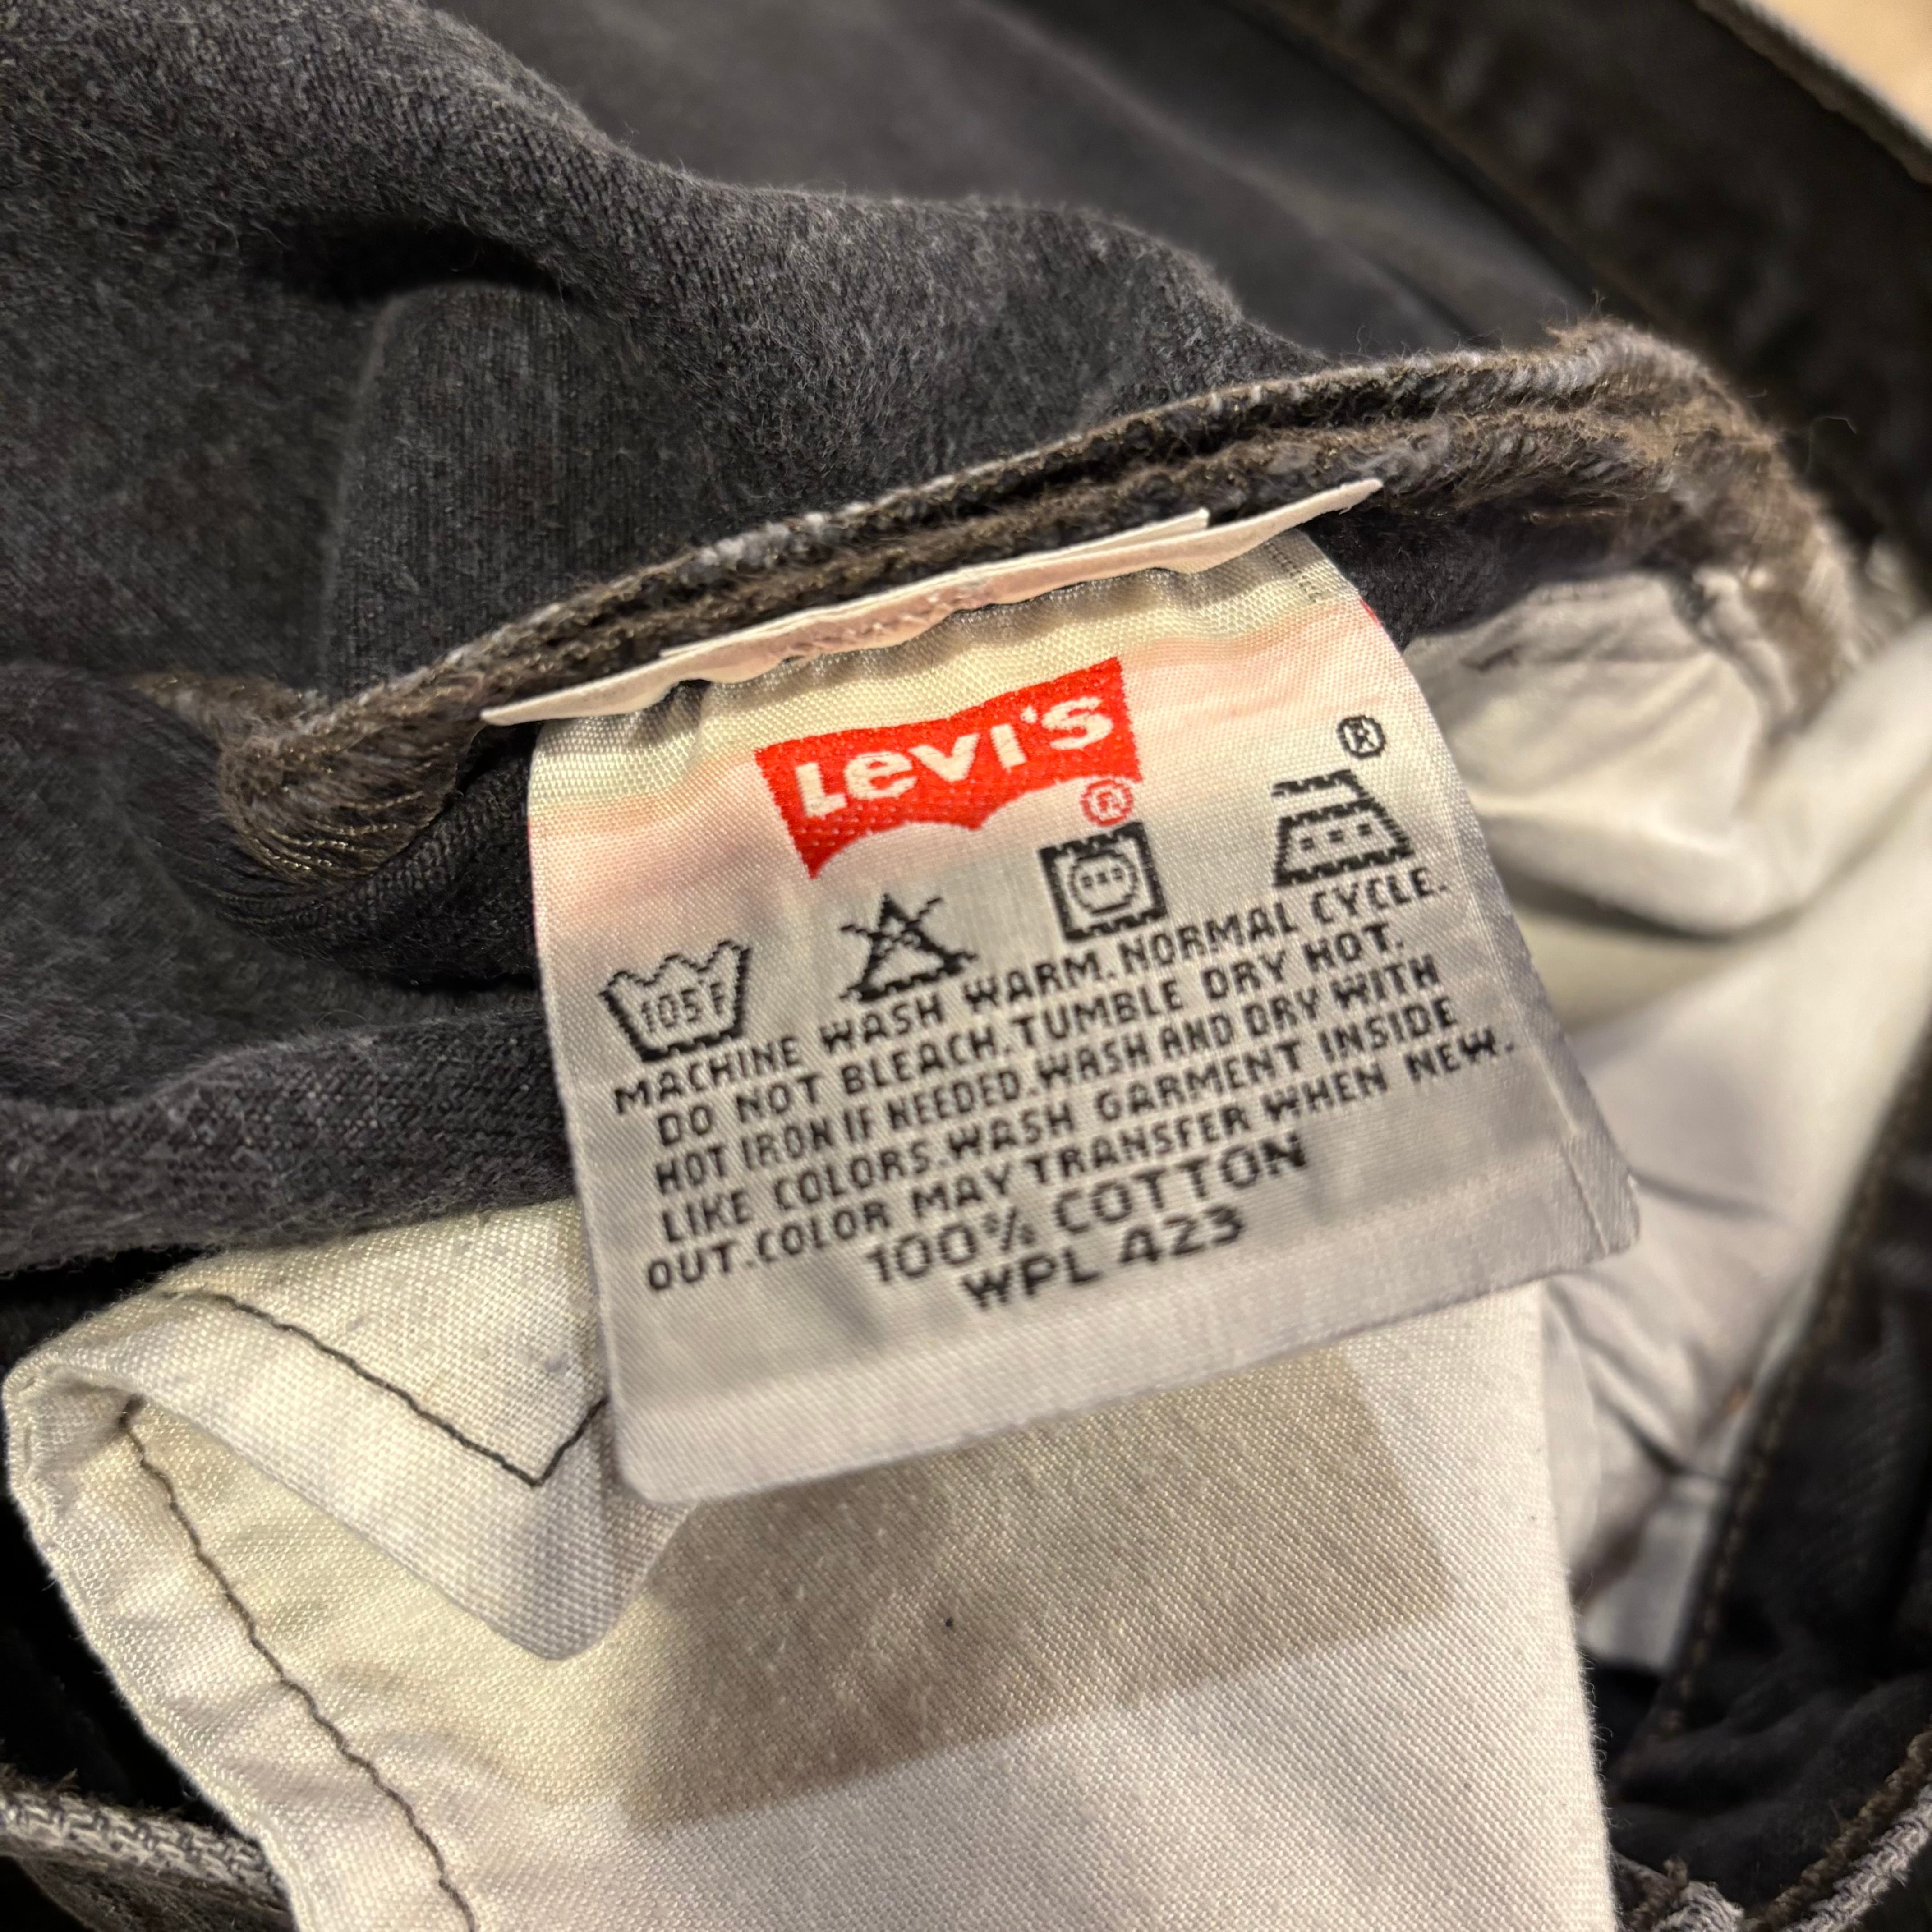 Levi's
®
®
105°F
MACHINE WASH WARM. NORMAL CYCLE.
DO NOT BLEACH. TUMBLE DRY HOT.
HOT IRON IF NEEDED. WASH AND DRY WITH
LIKE COLORS. WASH GARMENT INSIDE
OUT. COLOR MAY TRANSFER WHEN NEW.
100% COTTON
WPL 423